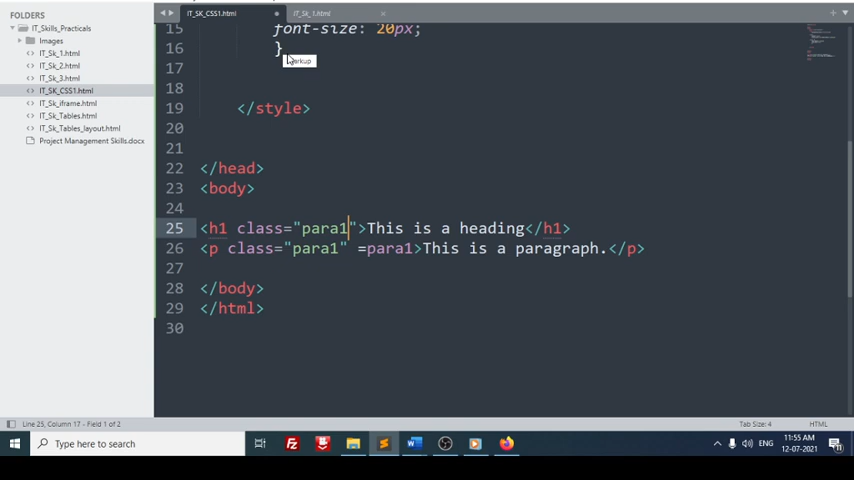 FOLDERS
IT_Skills_Practicals
Images
IT_Sk_1.html
IT_Sk_2.html
IT_Sk_3.html
IT_SK_CSS1.html
IT_Sk_iframe.html
IT_Sk_Tables.html
IT_Sk_Tables_layout.html
Project Management Skills.docx
IT_SK_CSS1.html
IT_Sk_1.html
15 font-size: 20px;
16 }
17
18
19 </style>
20
21
22 </head>
23 <body>
24
25 <h1 class="para1">This is a heading</h1>
26 <p class="para1" =para1>This is a paragraph.</p>
27
28 </body>
29 </html>
30
Line 25, Column 17 - Field 1 of 2
Tab Size: 4
HTML
Type here to search
ENG
11:55 AM
12-07-2021